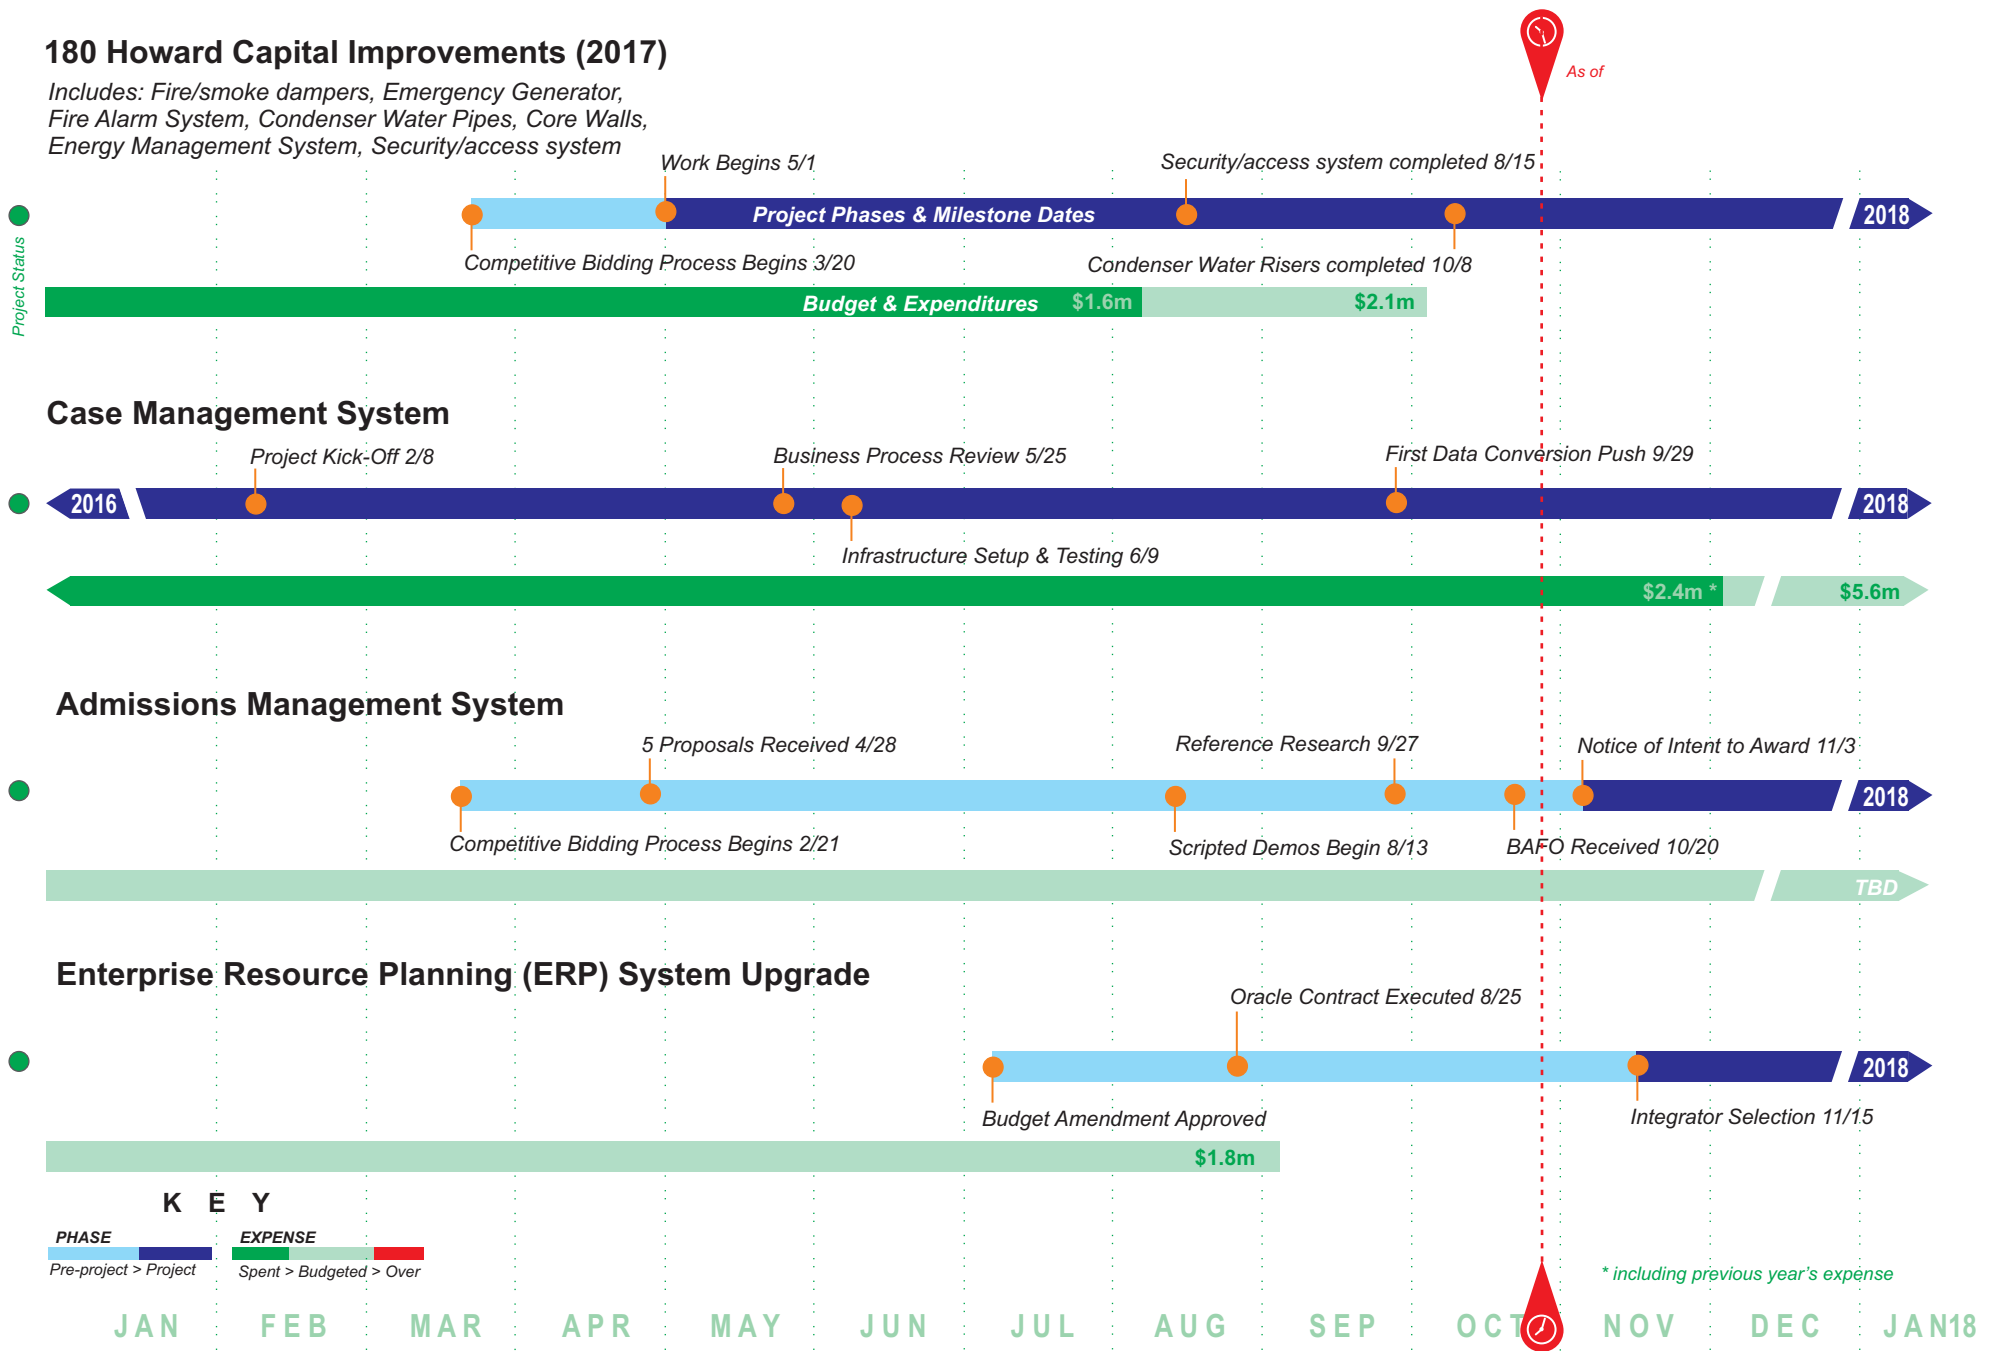 180 Howard Capital Improvements (2017)
Includes: Fire/smoke dampers, Emergency Generator,
Fire Alarm System, Condenser Water Pipes, Core Walls,
Energy Management System, Security/access system
As of
Work Begins 5/1
Security/access system completed 8/15
Project Phases & Milestone Dates
2018
Project Status
Competitive Bidding Process Begins 3/20
Condenser Water Risers completed 10/8
Budget & Expenditures
$1.6m
$2.1m
Case Management System
Project Kick-Off 2/8
Business Process Review 5/25
First Data Conversion Push 9/29
2016
2018
Infrastructure Setup & Testing 6/9
$2.4m *
$5.6m
Admissions Management System
5 Proposals Received 4/28
Reference Research 9/27
Notice of Intent to Award 11/3
2018
Competitive Bidding Process Begins 2/21
Scripted Demos Begin 8/13
BAFO Received 10/20
TBD
Enterprise Resource Planning (ERP) System Upgrade
Oracle Contract Executed 8/25
2018
Budget Amendment Approved
Integrator Selection 11/15
$1.8m
KEY
PHASE
EXPENSE
Pre-project > Project
Spent > Budgeted > Over
* including previous year’s expense
JAN
FEB
MAR
APR
MAY
JUN
JUL
AUG
SEP
OCT
NOV
DEC
JAN18